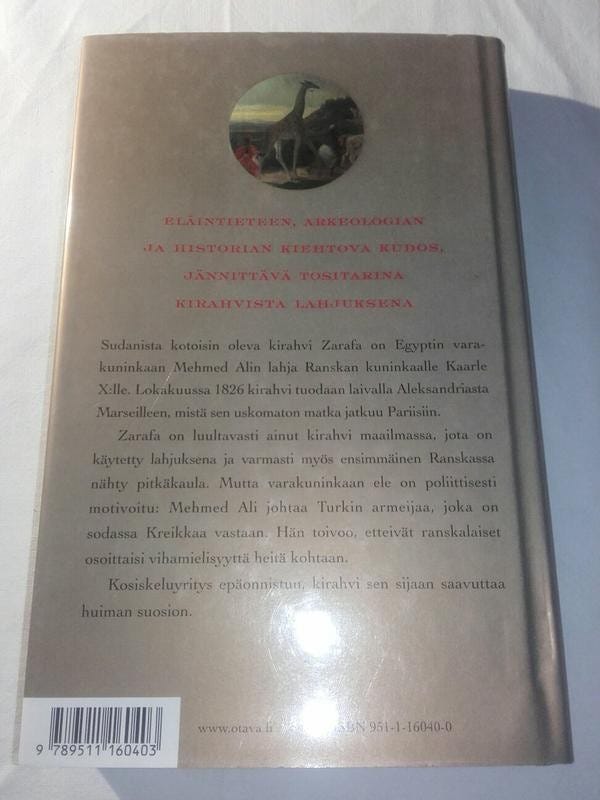 ELÄINTIETEEN, ARKEOLOGIAN
JA HISTORIAN KIEHTOVA KUDOS,
JÄNNITTÄVÄ TOSITARINA
KIRAHVISTA LAHJUKSENA
Sudanista kotoisin oleva kirahvi Zarafa on Egyptin vara-
kuninkaan Mehmed Alin lahja Ranskan kuninkaalle Kaarle
X:lle. Lokakuussa 1826 kirahvi tuodaan laivalla Aleksandriasta
Marseilleen, mistä sen uskomaton matka jatkuu Pariisiin.
Zarafa on luultavasti ainut kirahvi maailmassa, jota on
käytetty lahjuksena ja varmasti myös ensimmäinen Ranskassa
nähty pitkäkaula. Mutta varakuninkaan ele on poliittisesti
motivoitu: Mehmed Ali johtaa Turkin armeijaa, joka on
sodassa Kreikkaa vastaan. Hän toivoo, etteivät ranskalaiset
osoittaisi vihamielisyyttä heitä kohtaan.
Kosiskeluyritys epäonnistuu, kirahvi sen sijaan saavuttaa
huiman suosion.
www.otava.fi ISBN 951-1-16040-0
9 789511 160403